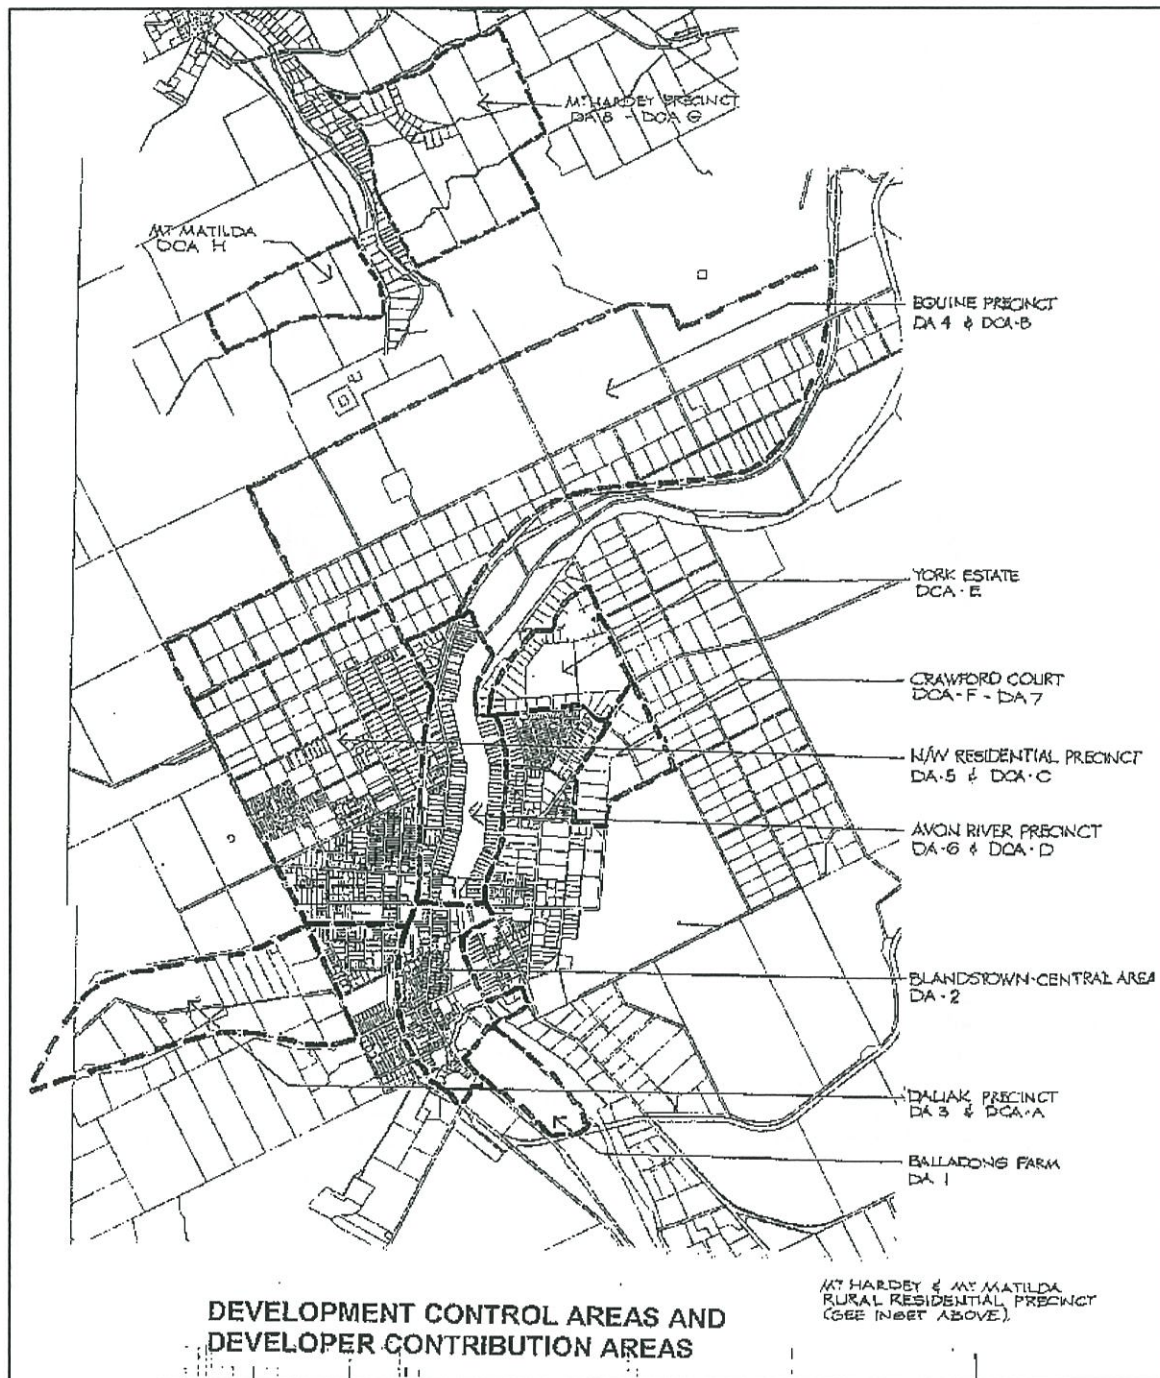 MT HARDEY PRECINCT
DA 8 - DCA G
MT MATILDA
DCA H
EQUINE PRECINCT
DA 4 & DCA-B
YORK ESTATE
DCA-E
CRAWFORD COURT
DCA-F - DA 7
N/W RESIDENTIAL PRECINCT
DA-5 & DCA-C
AVON RIVER PRECINCT
DA-6 & DCA-D
BLANDSTOWN-CENTRAL AREA
DA-2
DALIAK PRECINCT
DA 3 & DCA-A
BALLADONG FARM
DA 1
MT HARDEY & MT MATILDA
RURAL RESIDENTIAL PRECINCT
(SEE INSET ABOVE)
DEVELOPMENT CONTROL AREAS AND
DEVELOPER CONTRIBUTION AREAS